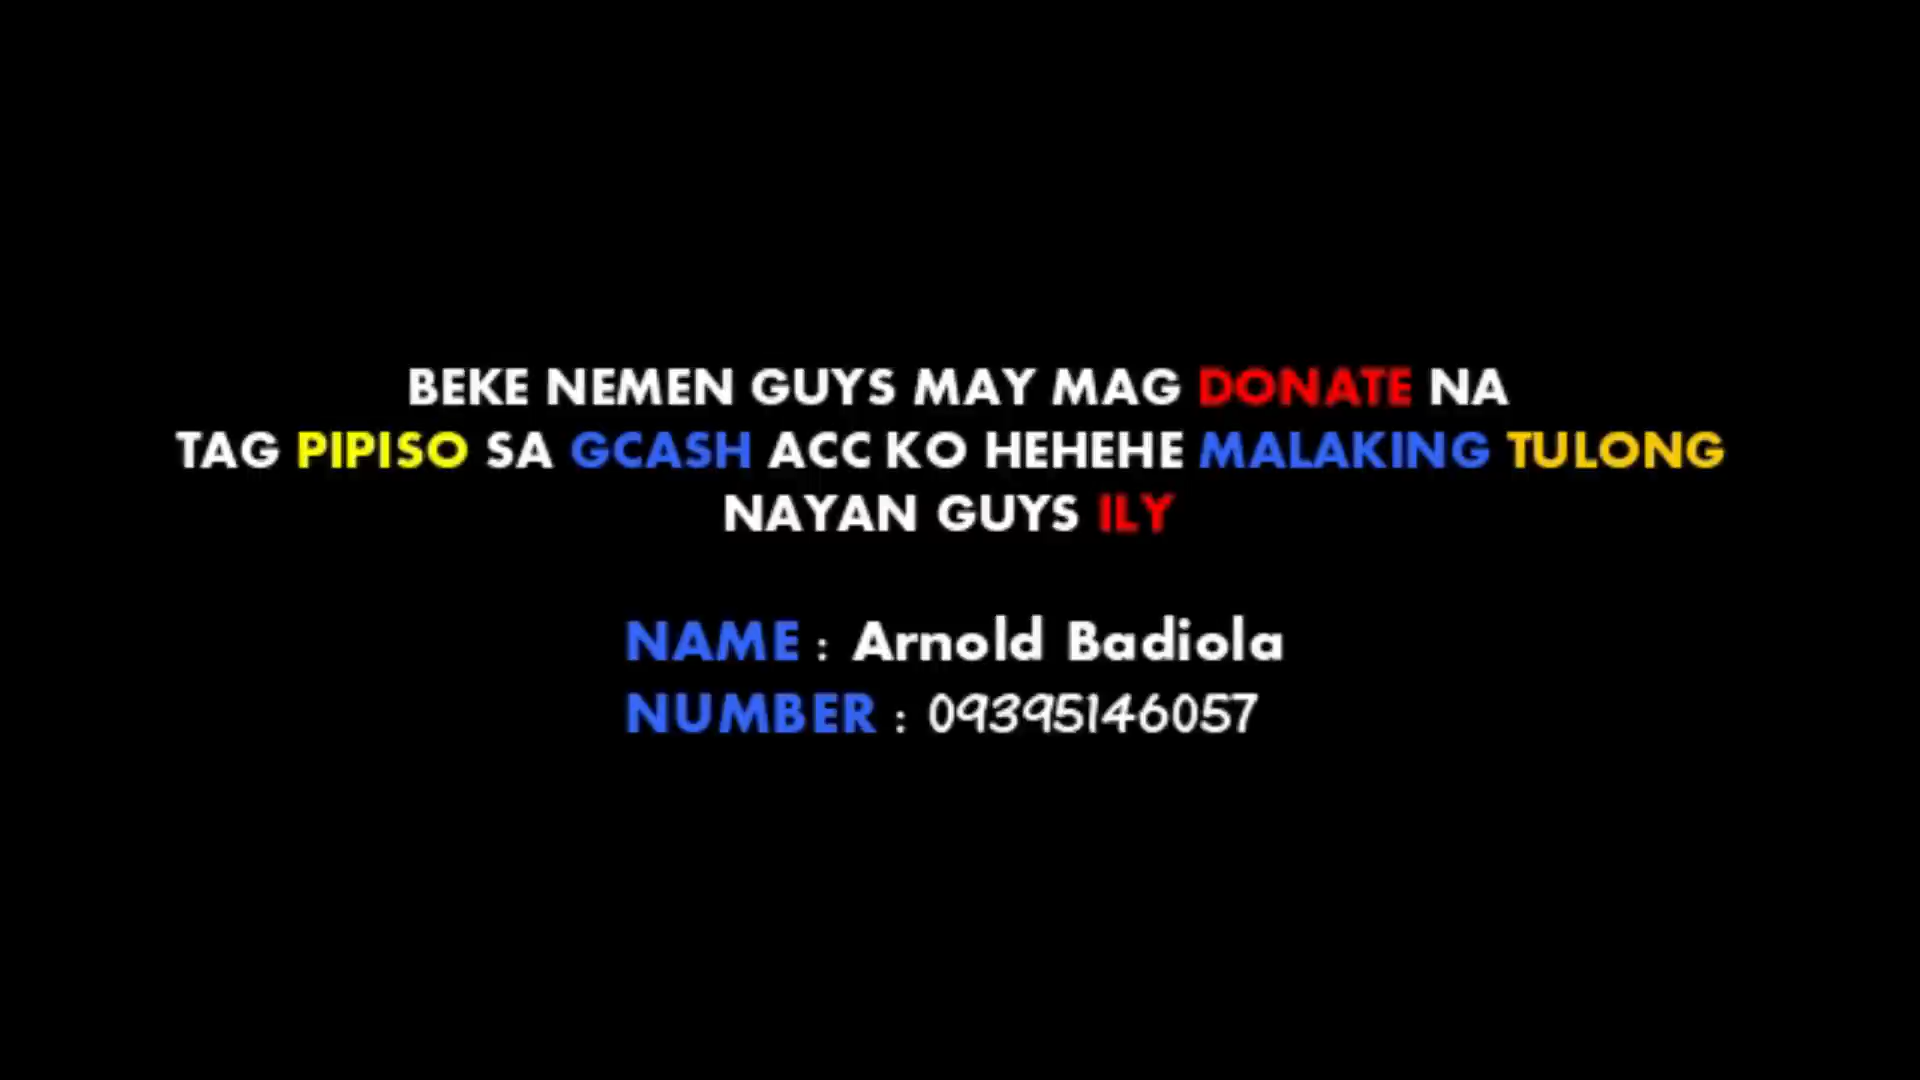 BEKE NEMEN GUYS MAY MAG DONATE NA
TAG PIPISO SA GCASH ACC KO HEHEHE MALAKING TULONG
NAYAN GUYS ILY
NAME : Arnold Badiola
NUMBER : 09395146057